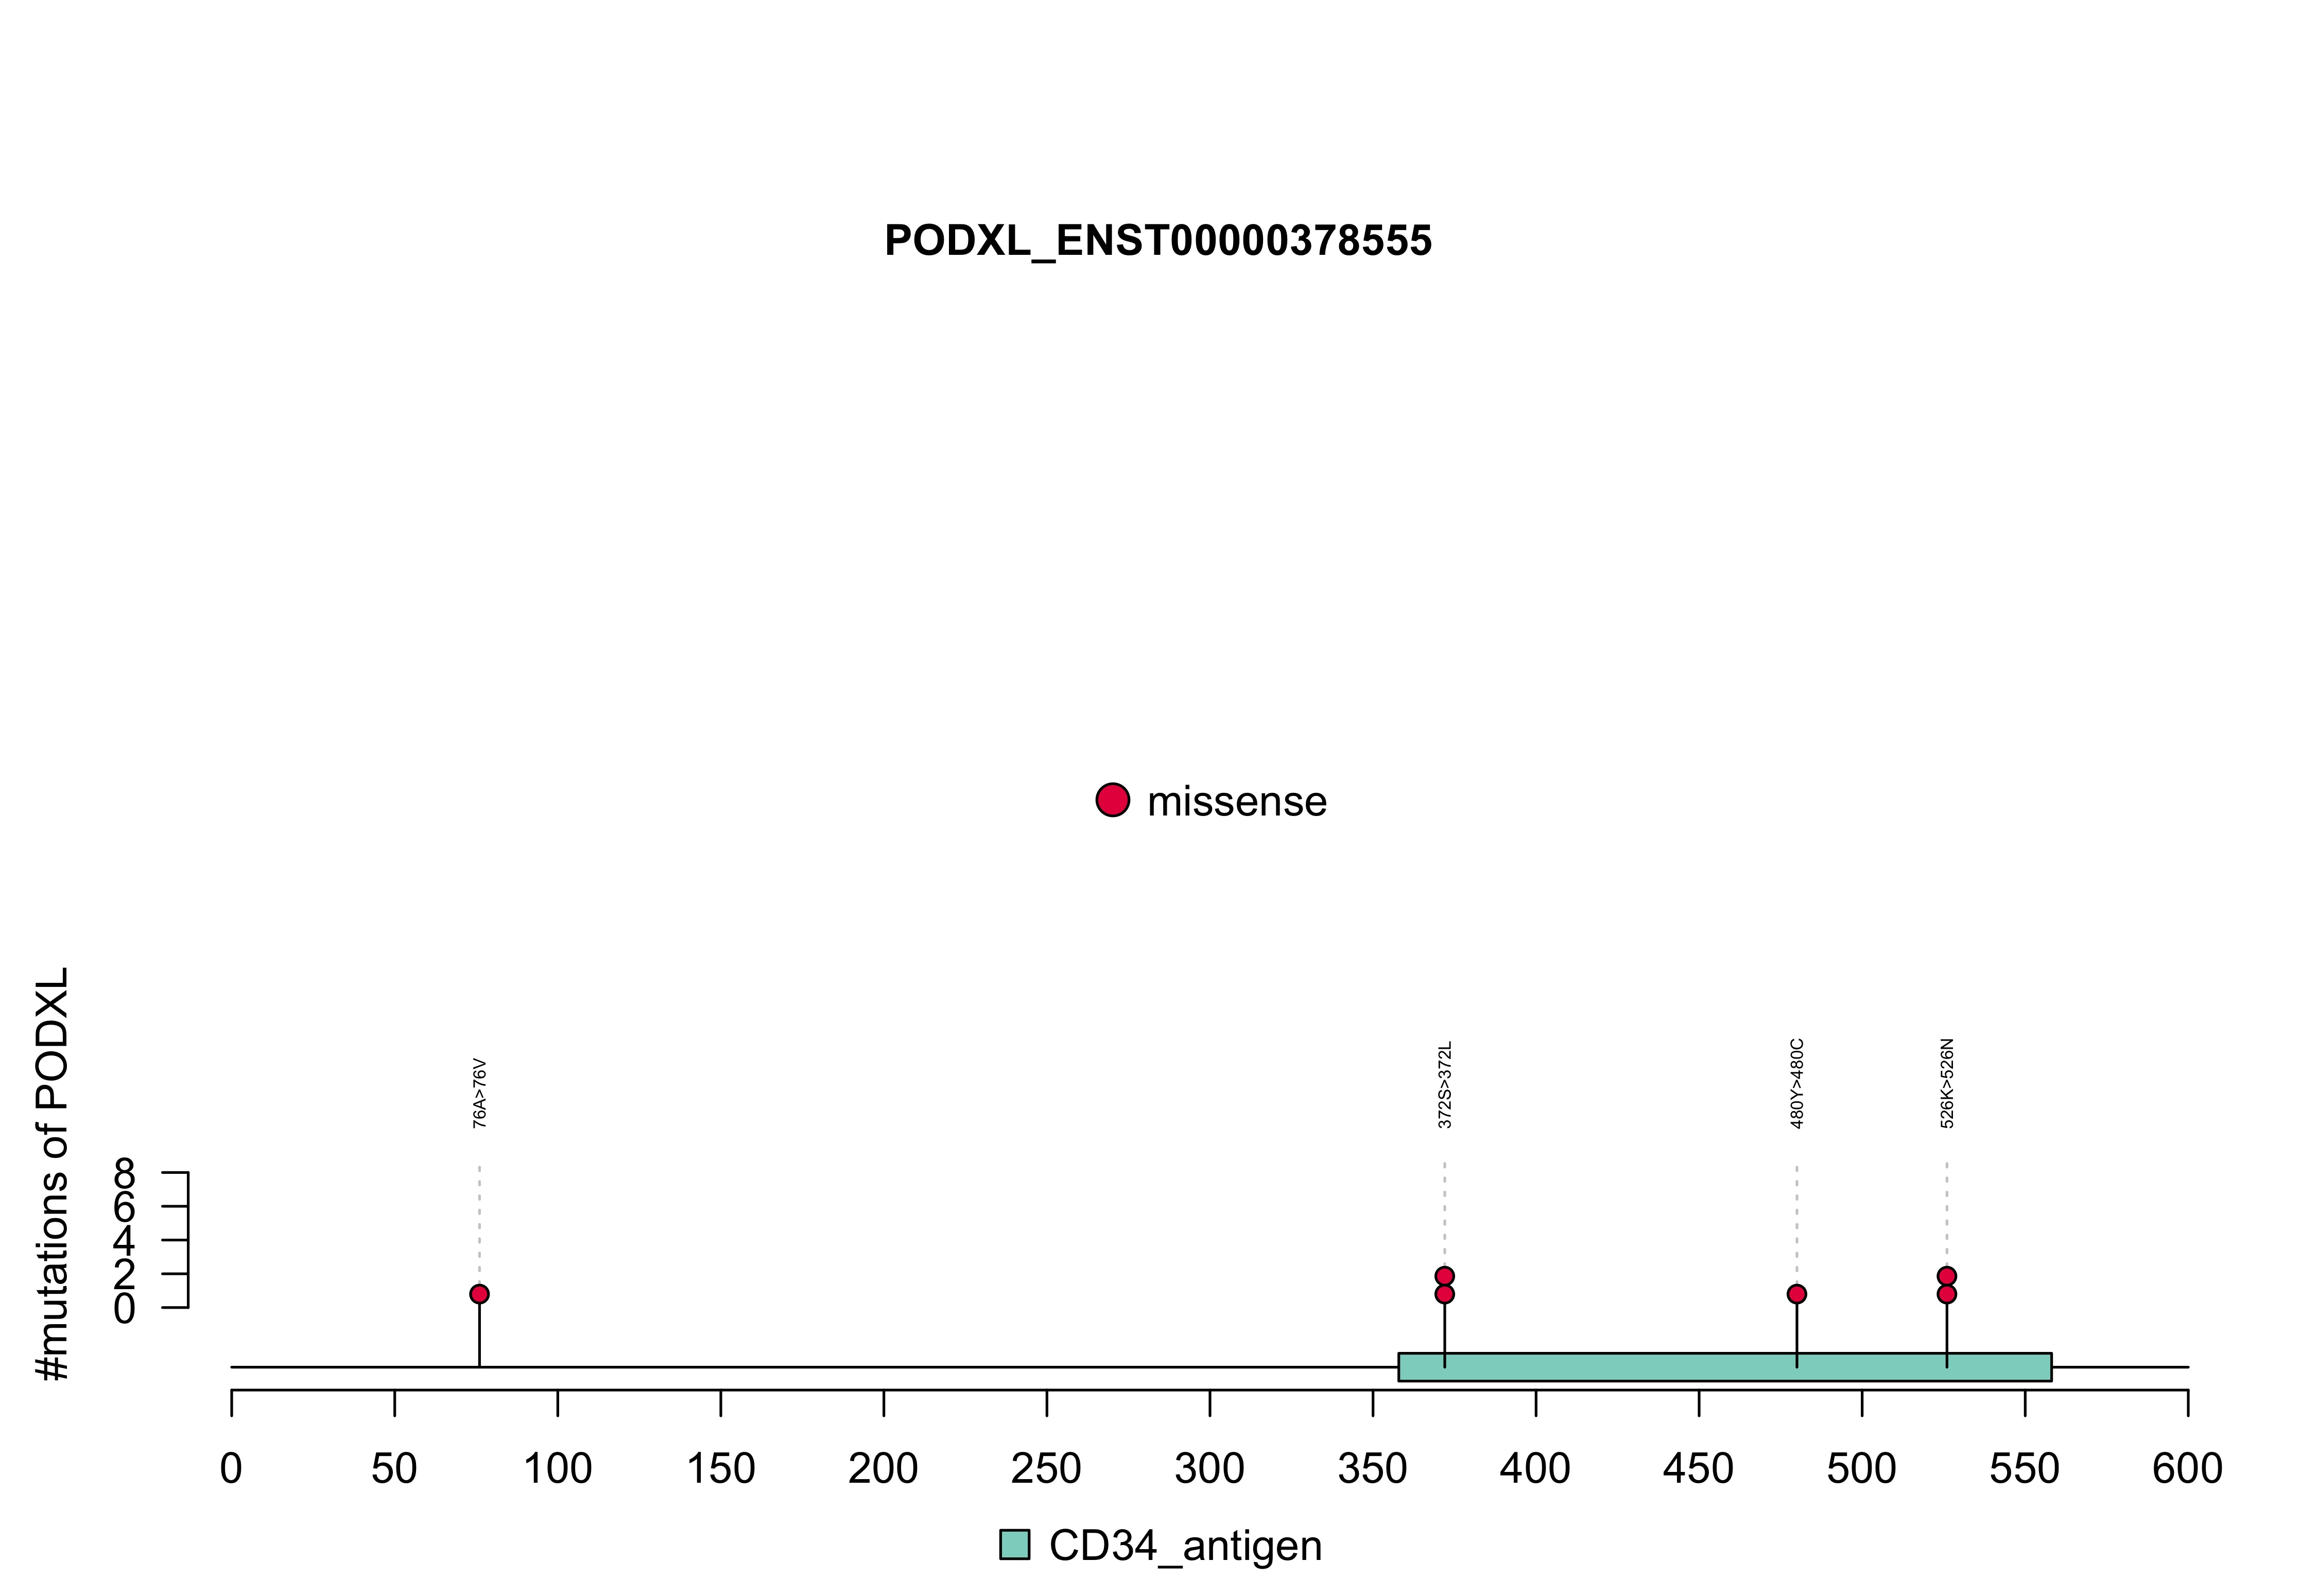 PODXL_ENST00000378555
missense
#mutations of PODXL
76A>76V
372S>372L
480Y>480C
526K>526N
8
6
4
2
0
0 50 100 150 200 250 300 350 400 450 500 550 600
CD34_antigen